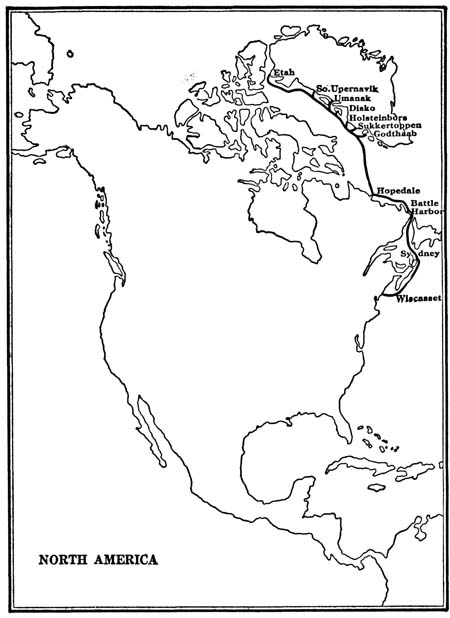 Etah
So. Upernavik
Umanak
Disko
Holsteinborg
Sukkertoppen
Godthaab
Hopedale
Battle
Harbor
Sydney
Wiscasset
NORTH AMERICA